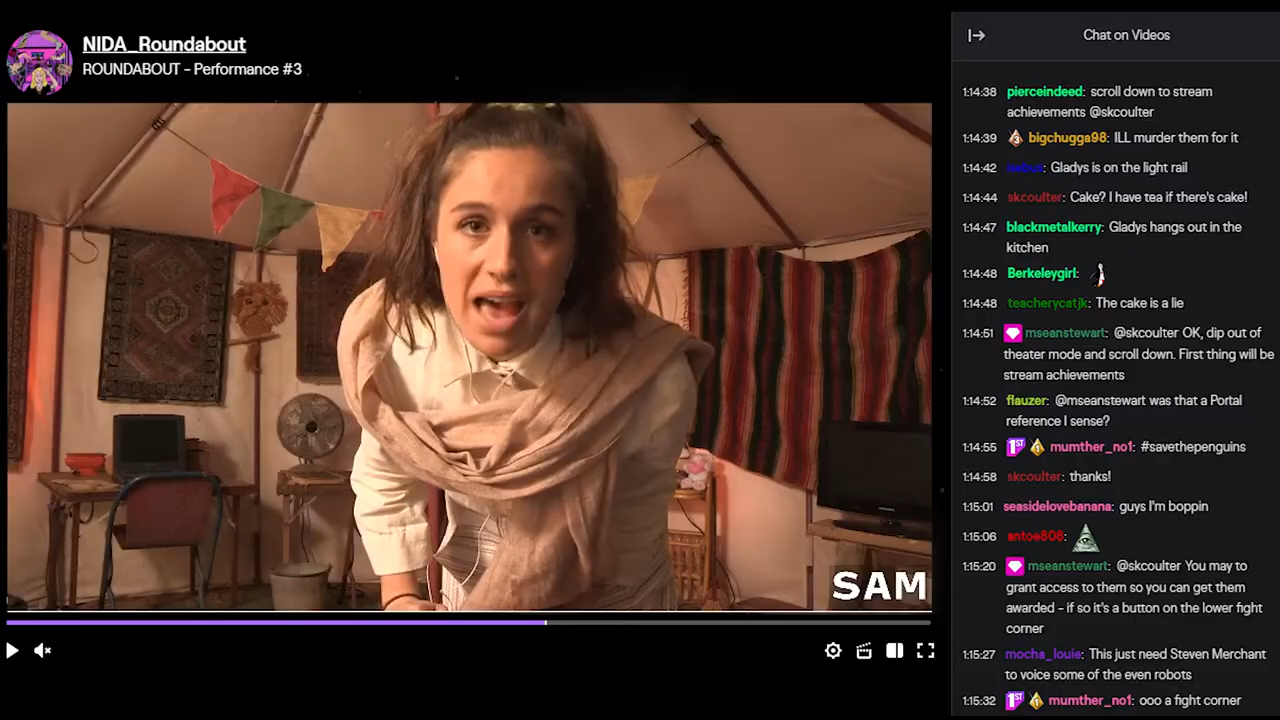 NIDA_Roundabout
ROUNDABOUT - Performance #3
SAM
Chat on Videos
1:14:38 pierceindeed: scroll down to stream
achievements @skcoulter
1:14:39 3 bigchugga98: ILL murder them for it
1:14:42 : Gladys is on the light rail
1:14:44 skcoulter: Cake? I have tea if there's cake!
1:14:47 blackmetalkerry: Gladys hangs out in the
kitchen
1:14:48 Berkeleygirl:
1:14:48 teacherycatjk: The cake is a lie
1:14:51 mseanstewart: @skcoulter OK, dip out of
theater mode and scroll down. First thing will be
stream achievements
1:14:52 flauzer: @mseanstewart was that a Portal
reference I sense?
1:14:55 1ST 1 mumther_no1: #savethepenguins
1:14:58 skcoulter: thanks!
1:15:01 seasidelovebanana: guys I'm boppin
1:15:06 antoe808:
1:15:20 mseanstewart: @skcoulter You may to
grant access to them so you can get them
awarded - if so it's a button on the lower fight
corner
1:15:27 mocha_louie: This just need Steven Merchant
to voice some of the even robots
1:15:32 1ST 1 mumther_no1: ooo a fight corner